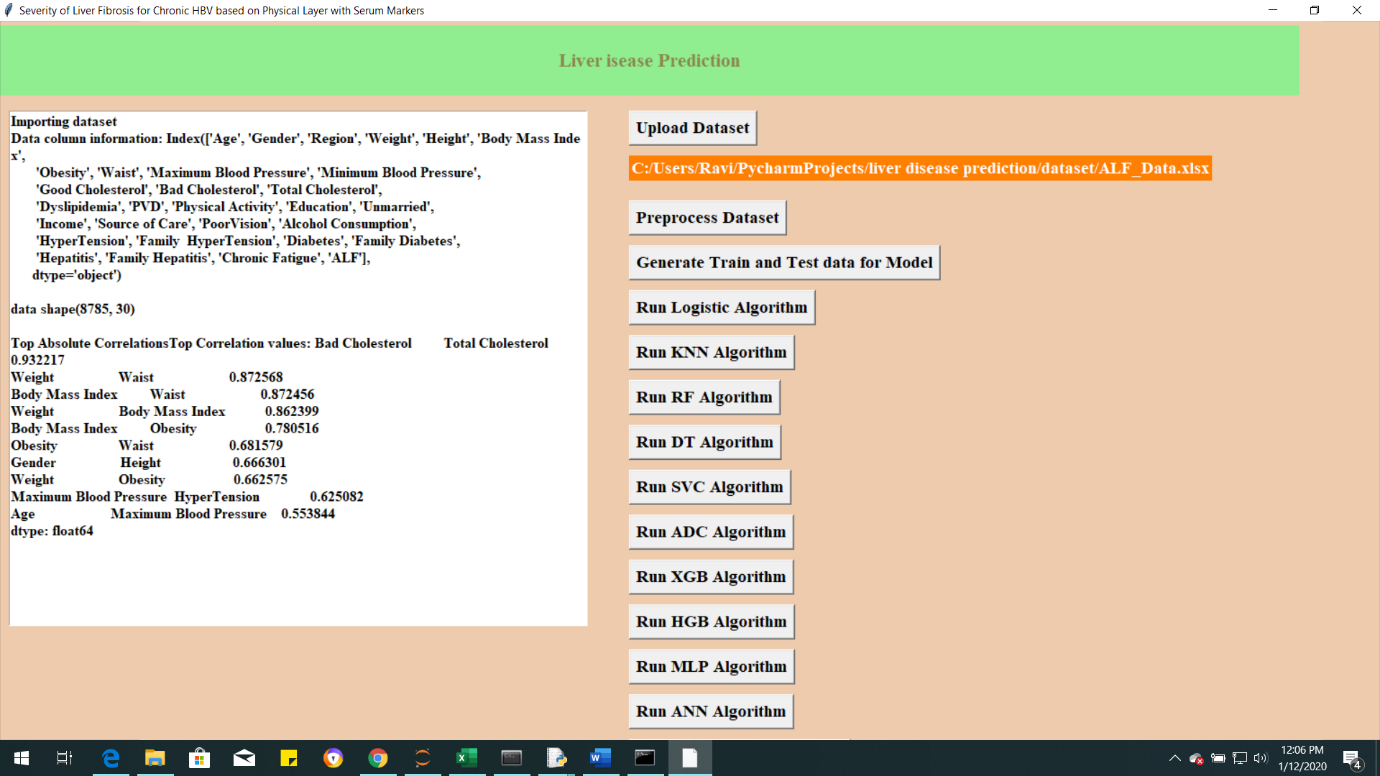 Severity of Liver Fibrosis for Chronic HBV based on Physical Layer with Serum Markers
Liver isease Prediction
Importing dataset
Data column information: Index(['Age', 'Gender', 'Region', 'Weight', 'Height', 'Body Mass Inde
x',
'Obesity', 'Waist', 'Maximum Blood Pressure', 'Minimum Blood Pressure',
'Good Cholesterol', 'Bad Cholesterol', 'Total Cholesterol',
'Dyslipidemia', 'PVD', 'Physical Activity', 'Education', 'Unmarried',
'Income', 'Source of Care', 'PoorVision', 'Alcohol Consumption',
'HyperTension', 'Family  HyperTension', 'Diabetes', 'Family Diabetes',
'Hepatitis', 'Family Hepatitis', 'Chronic Fatigue', 'ALF'],
dtype='object')
data shape(8785, 30)
Top Absolute CorrelationsTop Correlation values: Bad Cholesterol Total Cholesterol
0.932217
Weight Waist 0.872568
Body Mass Index Waist 0.872456
Weight Body Mass Index 0.862399
Body Mass Index Obesity 0.780516
Obesity Waist 0.681579
Gender Height 0.666301
Weight Obesity 0.662575
Maximum Blood Pressure HyperTension 0.625082
Age Maximum Blood Pressure 0.553844
dtype: float64
Upload Dataset
C:/Users/Ravi/PycharmProjects/liver disease prediction/dataset/ALF_Data.xlsx
Preprocess Dataset
Generate Train and Test data for Model
Run Logistic Algorithm
Run KNN Algorithm
Run RF Algorithm
Run DT Algorithm
Run SVC Algorithm
Run ADC Algorithm
Run XGB Algorithm
Run HGB Algorithm
Run MLP Algorithm
Run ANN Algorithm
12:06 PM
1/12/2020
4